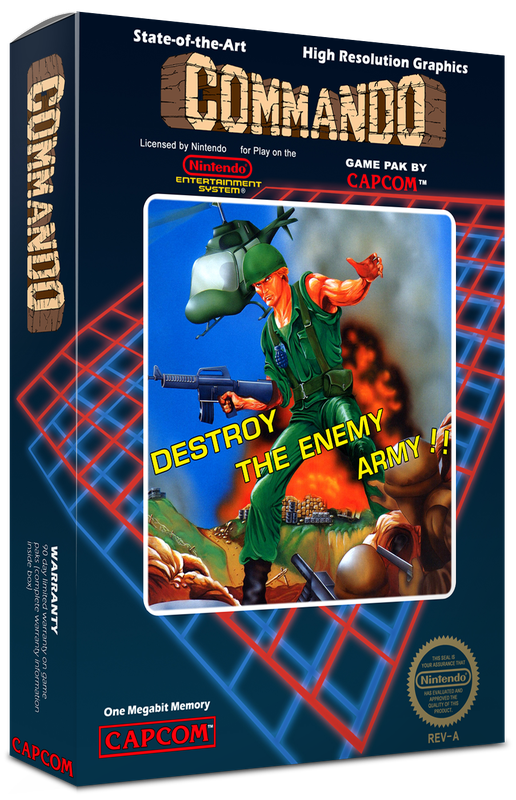 State-of-the-Art
High Resolution Graphics
COMMANDO
Licensed by Nintendo for Play on the
Nintendo
ENTERTAINMENT
SYSTEM®
GAME PAK BY
CAPCOM™
DESTROY
THE ENEMY
ARMY !!
One Megabit Memory
CAPCOM™
THIS SEAL IS
YOUR ASSURANCE THAT
Nintendo
HAS EVALUATED AND
APPROVED THE
QUALITY OF THIS
PRODUCT.
REV-A
COMMANDO
WARRANTY
90 day limited warranty on game
paks (complete warranty information
inside box)
CAPCOM